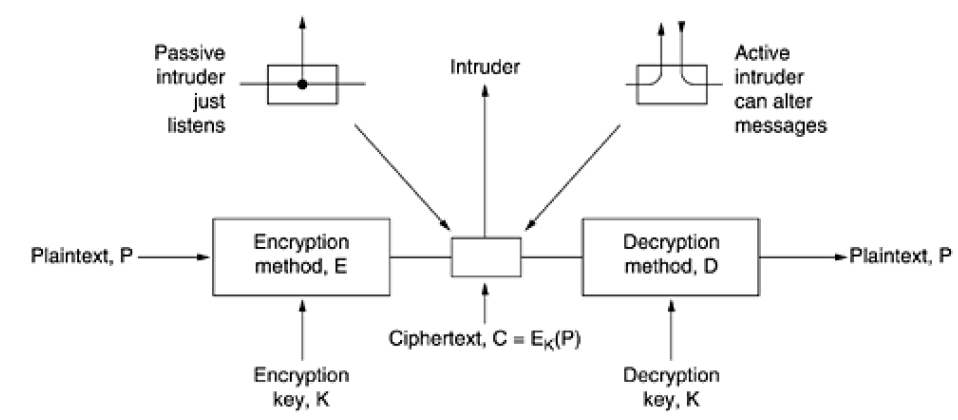 Passive
intruder
just
listens
Intruder
Active
intruder
can alter
messages
Plaintext, P
Encryption
method, E
Decryption
method, D
Plaintext, P
Ciphertext, C = E_K(P)
Encryption
key, K
Decryption
key, K